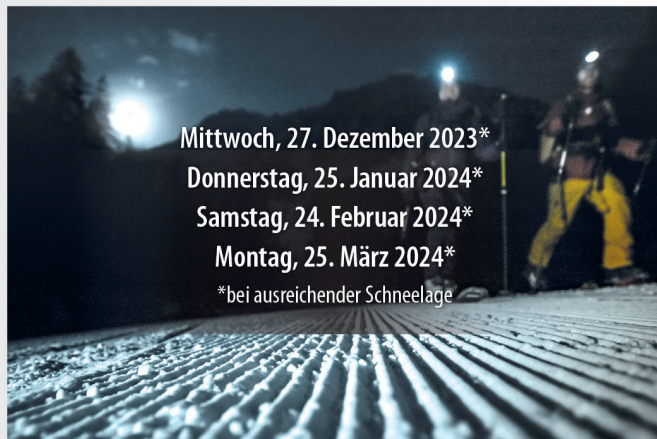 Mittwoch, 27. Dezember 2023*
Donnerstag, 25. Januar 2024*
Samstag, 24. Februar 2024*
Montag, 25. März 2024*
*bei ausreichender Schneelage